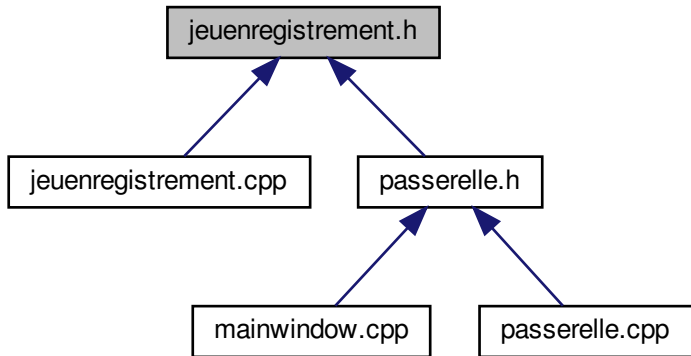 jeuenregistrement.h
jeuenregistrement.cpp
passerelle.h
mainwindow.cpp
passerelle.cpp